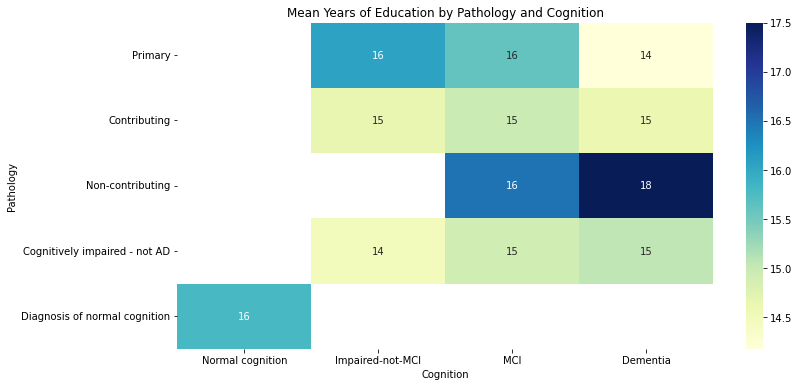 Mean Years of Education by Pathology and Cognition
Pathology
Primary
16
16
14
Contributing
15
15
15
Non-contributing
16
18
Cognitively impaired - not AD
14
15
15
Diagnosis of normal cognition
16
Normal cognition
Impaired-not-MCI
MCI
Dementia
Cognition
17.5
17.0
16.5
16.0
15.5
15.0
14.5